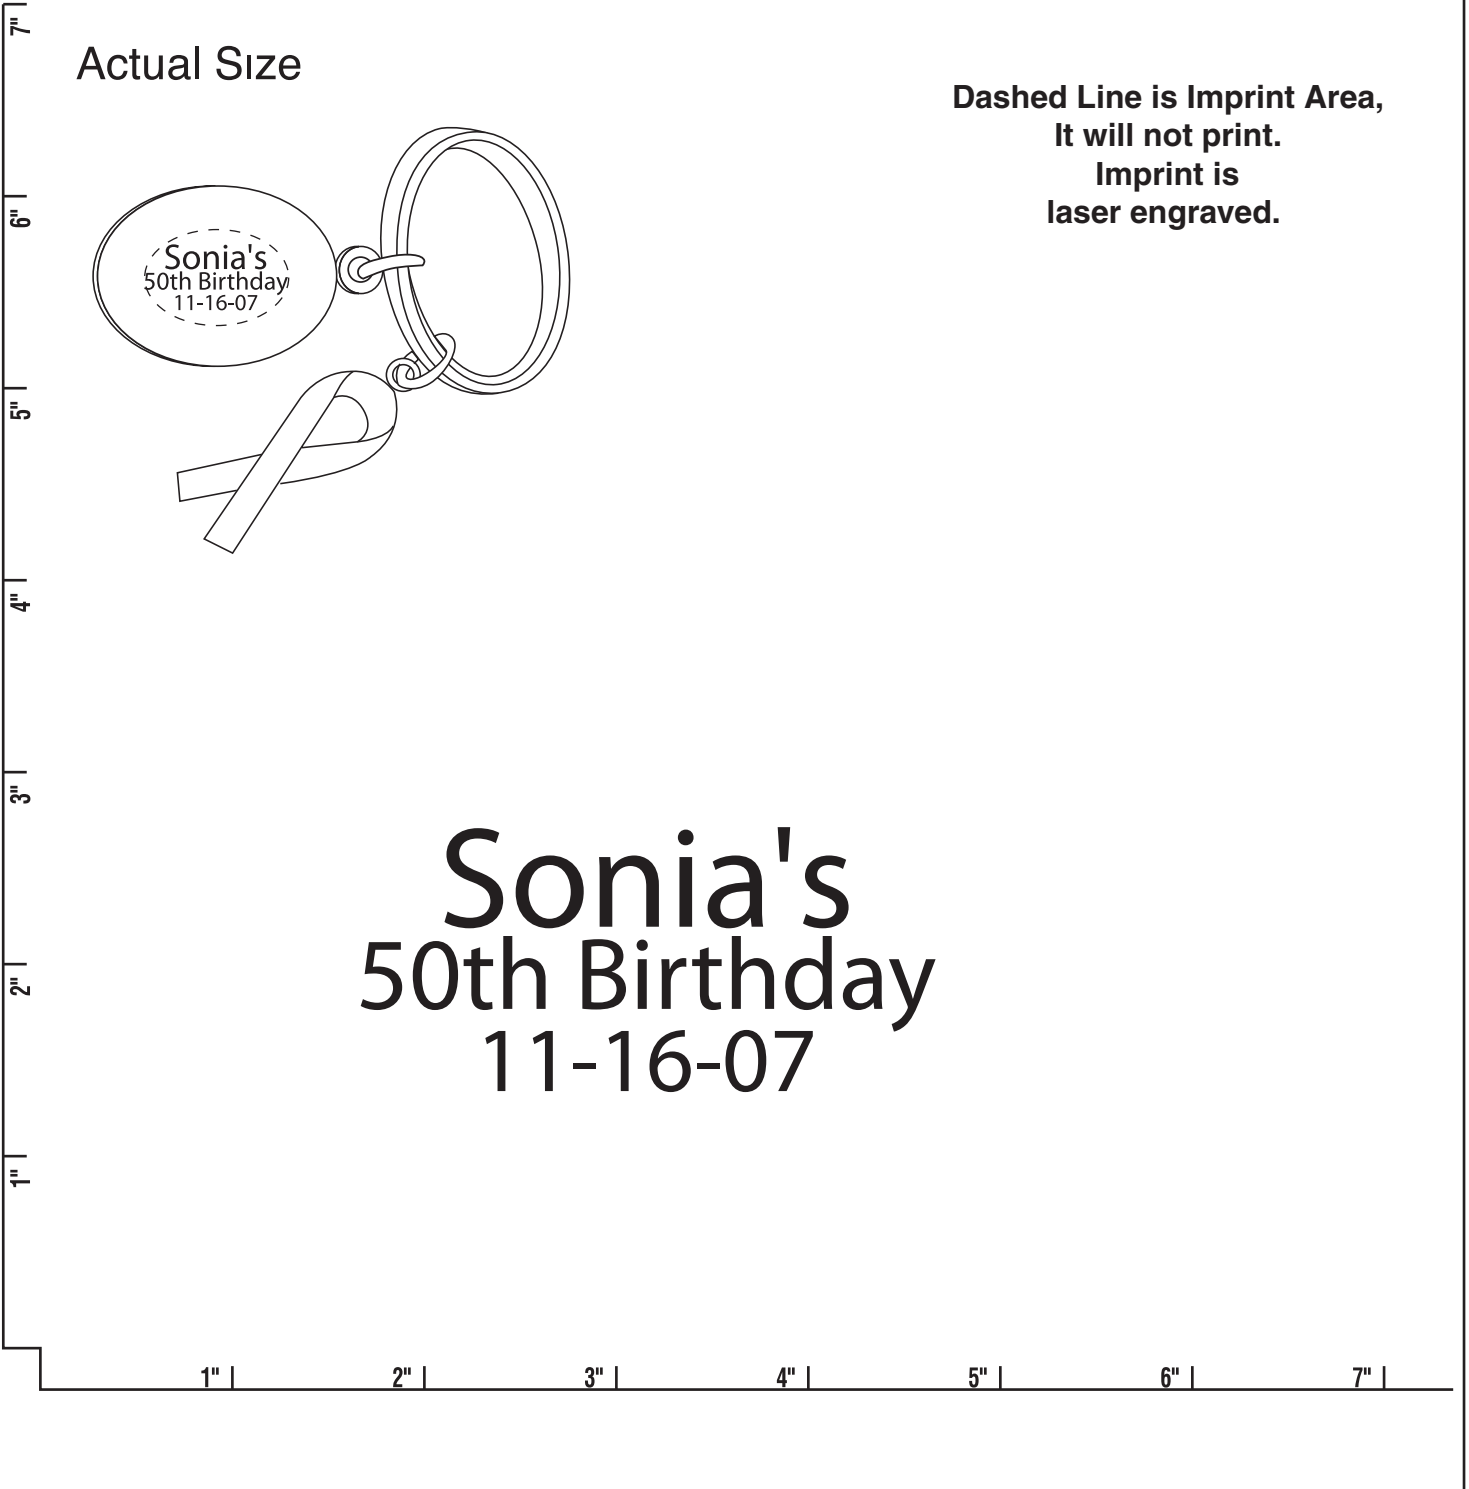 7"
Actual Size
Dashed Line is Imprint Area,
It will not print.
Imprint is
laser engraved.
6"
Sonia's
50th Birthday
11-16-07
5"
4"
3"
Sonia's
50th Birthday
11-16-07
2"
1"
1" 2" 3" 4" 5" 6" 7"